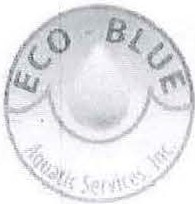 ECO BLUE
Aquatic Services, Inc.